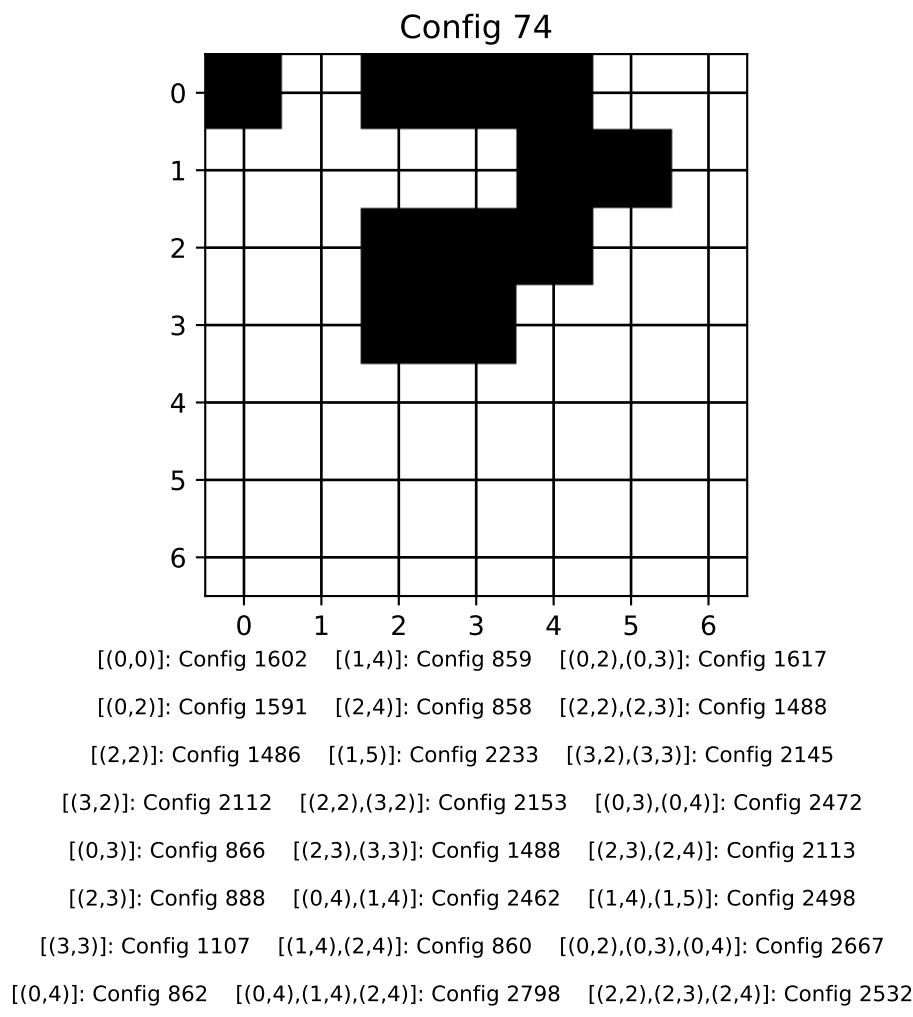 Config 74
0
1
2
3
4
5
6
0 1 2 3 4 5 6
[(0,0)]: Config 1602 [(1,4)]: Config 859 [(0,2),(0,3)]: Config 1617
[(0,2)]: Config 1591 [(2,4)]: Config 858 [(2,2),(2,3)]: Config 1488
[(2,2)]: Config 1486 [(1,5)]: Config 2233 [(3,2),(3,3)]: Config 2145
[(3,2)]: Config 2112 [(2,2),(3,2)]: Config 2153 [(0,3),(0,4)]: Config 2472
[(0,3)]: Config 866 [(2,3),(3,3)]: Config 1488 [(2,3),(2,4)]: Config 2113
[(2,3)]: Config 888 [(0,4),(1,4)]: Config 2462 [(1,4),(1,5)]: Config 2498
[(3,3)]: Config 1107 [(1,4),(2,4)]: Config 860 [(0,2),(0,3),(0,4)]: Config 2667
[(0,4)]: Config 862 [(0,4),(1,4),(2,4)]: Config 2798 [(2,2),(2,3),(2,4)]: Config 2532